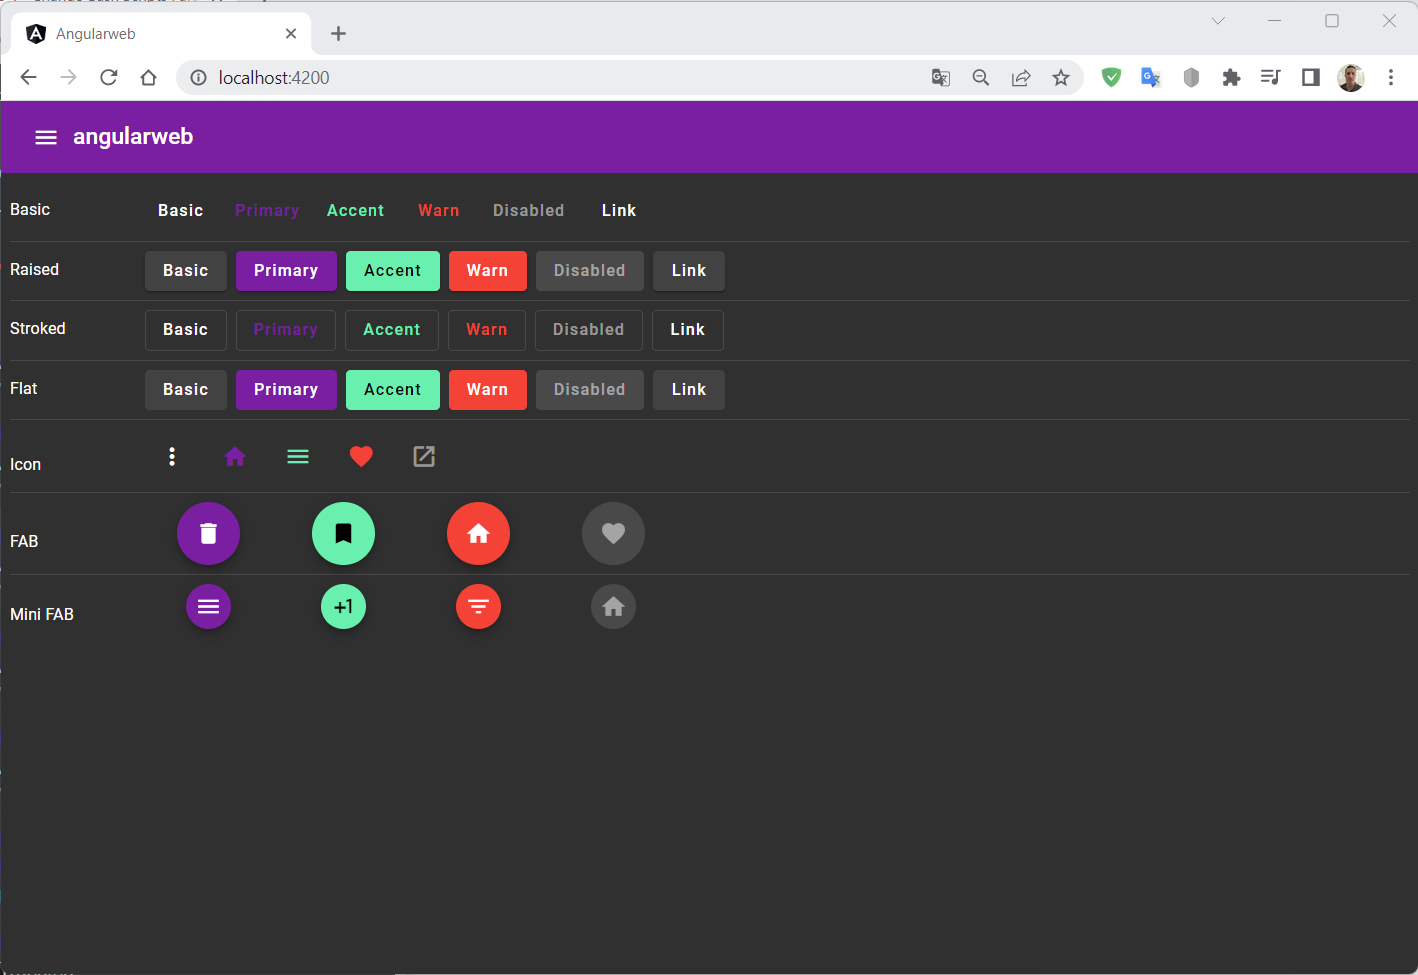 Angularweb
localhost:4200
angularweb
Basic Basic Primary Accent Warn Disabled Link
Raised Basic Primary Accent Warn Disabled Link
Stroked Basic Primary Accent Warn Disabled Link
Flat Basic Primary Accent Warn Disabled Link
Icon
FAB
Mini FAB +1